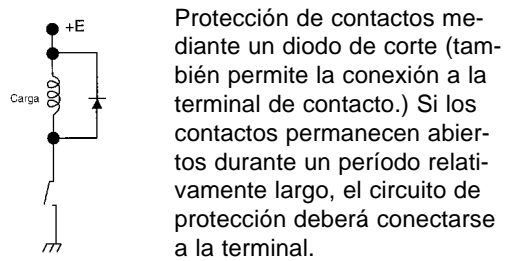 +E
Carga
Protección de contactos me-
diante un diodo de corte (tam-
bién permite la conexión a la
terminal de contacto.) Si los
contactos permanecen abier-
tos durante un período relati-
vamente largo, el circuito de
protección deberá conectarse
a la terminal.